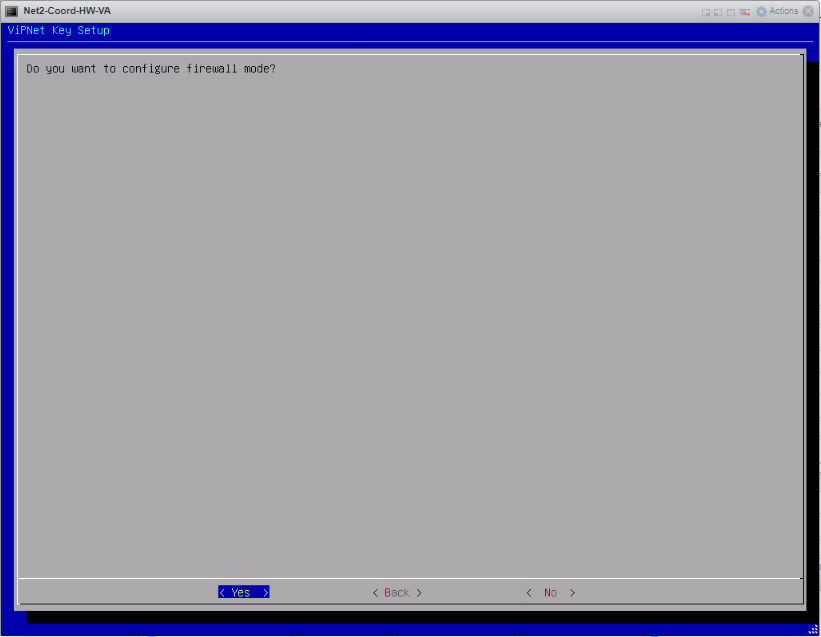 Net2-Coord-HW-VA
Actions
ViPNet Key Setup
Do you want to configure firewall mode?
< Yes > < Back > < No >